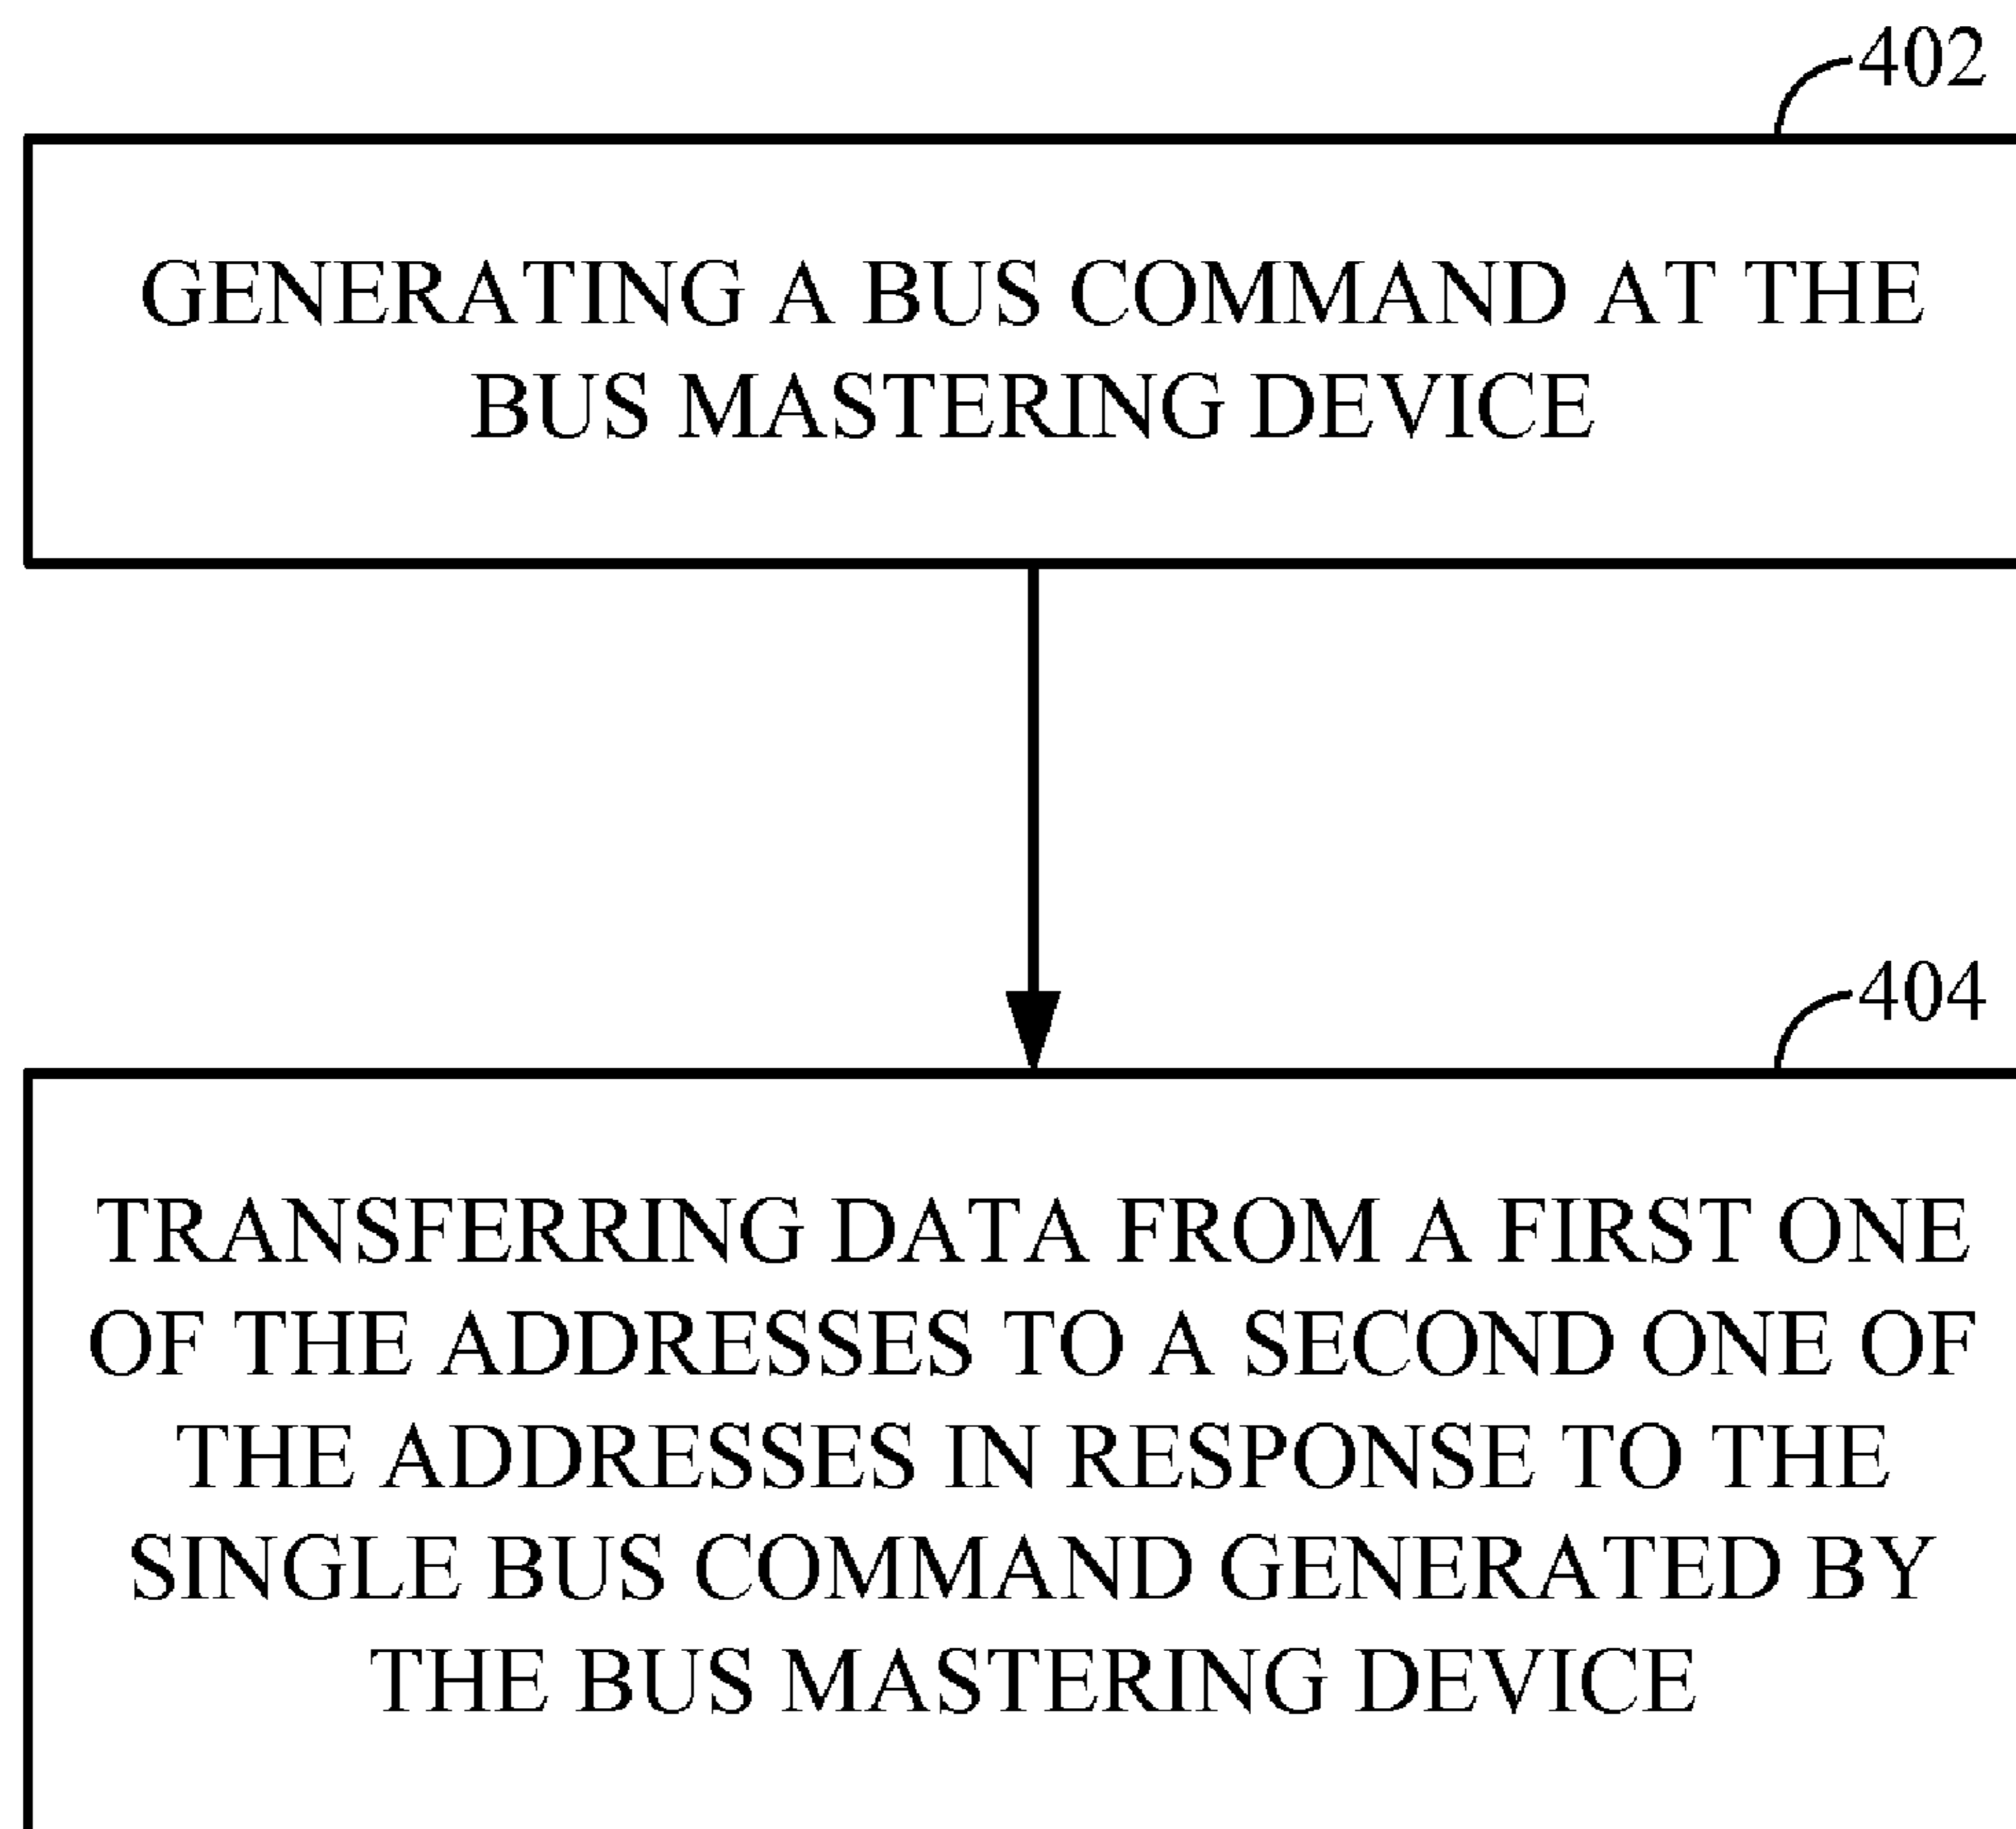 402
GENERATING A BUS COMMAND AT THE
BUS MASTERING DEVICE
404
TRANSFERRING DATA FROM A FIRST ONE
OF THE ADDRESSES TO A SECOND ONE OF
THE ADDRESSES IN RESPONSE TO THE
SINGLE BUS COMMAND GENERATED BY
THE BUS MASTERING DEVICE